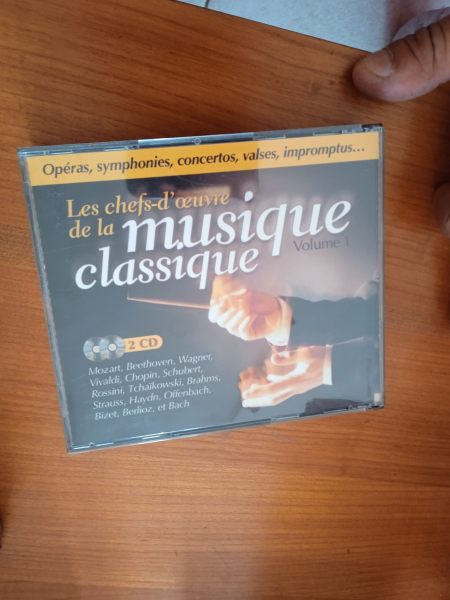 Opéras, symphonies, concertos, valses, impromptus...
Les chefs-d'œuvre
de la musique
classique
Volume 1
2 CD
Mozart, Beethoven, Wagner,
Vivaldi, Chopin, Schubert,
Rossini, Tchaïkowski, Brahms,
Strauss, Haydn, Offenbach,
Bizet, Berlioz, et Bach